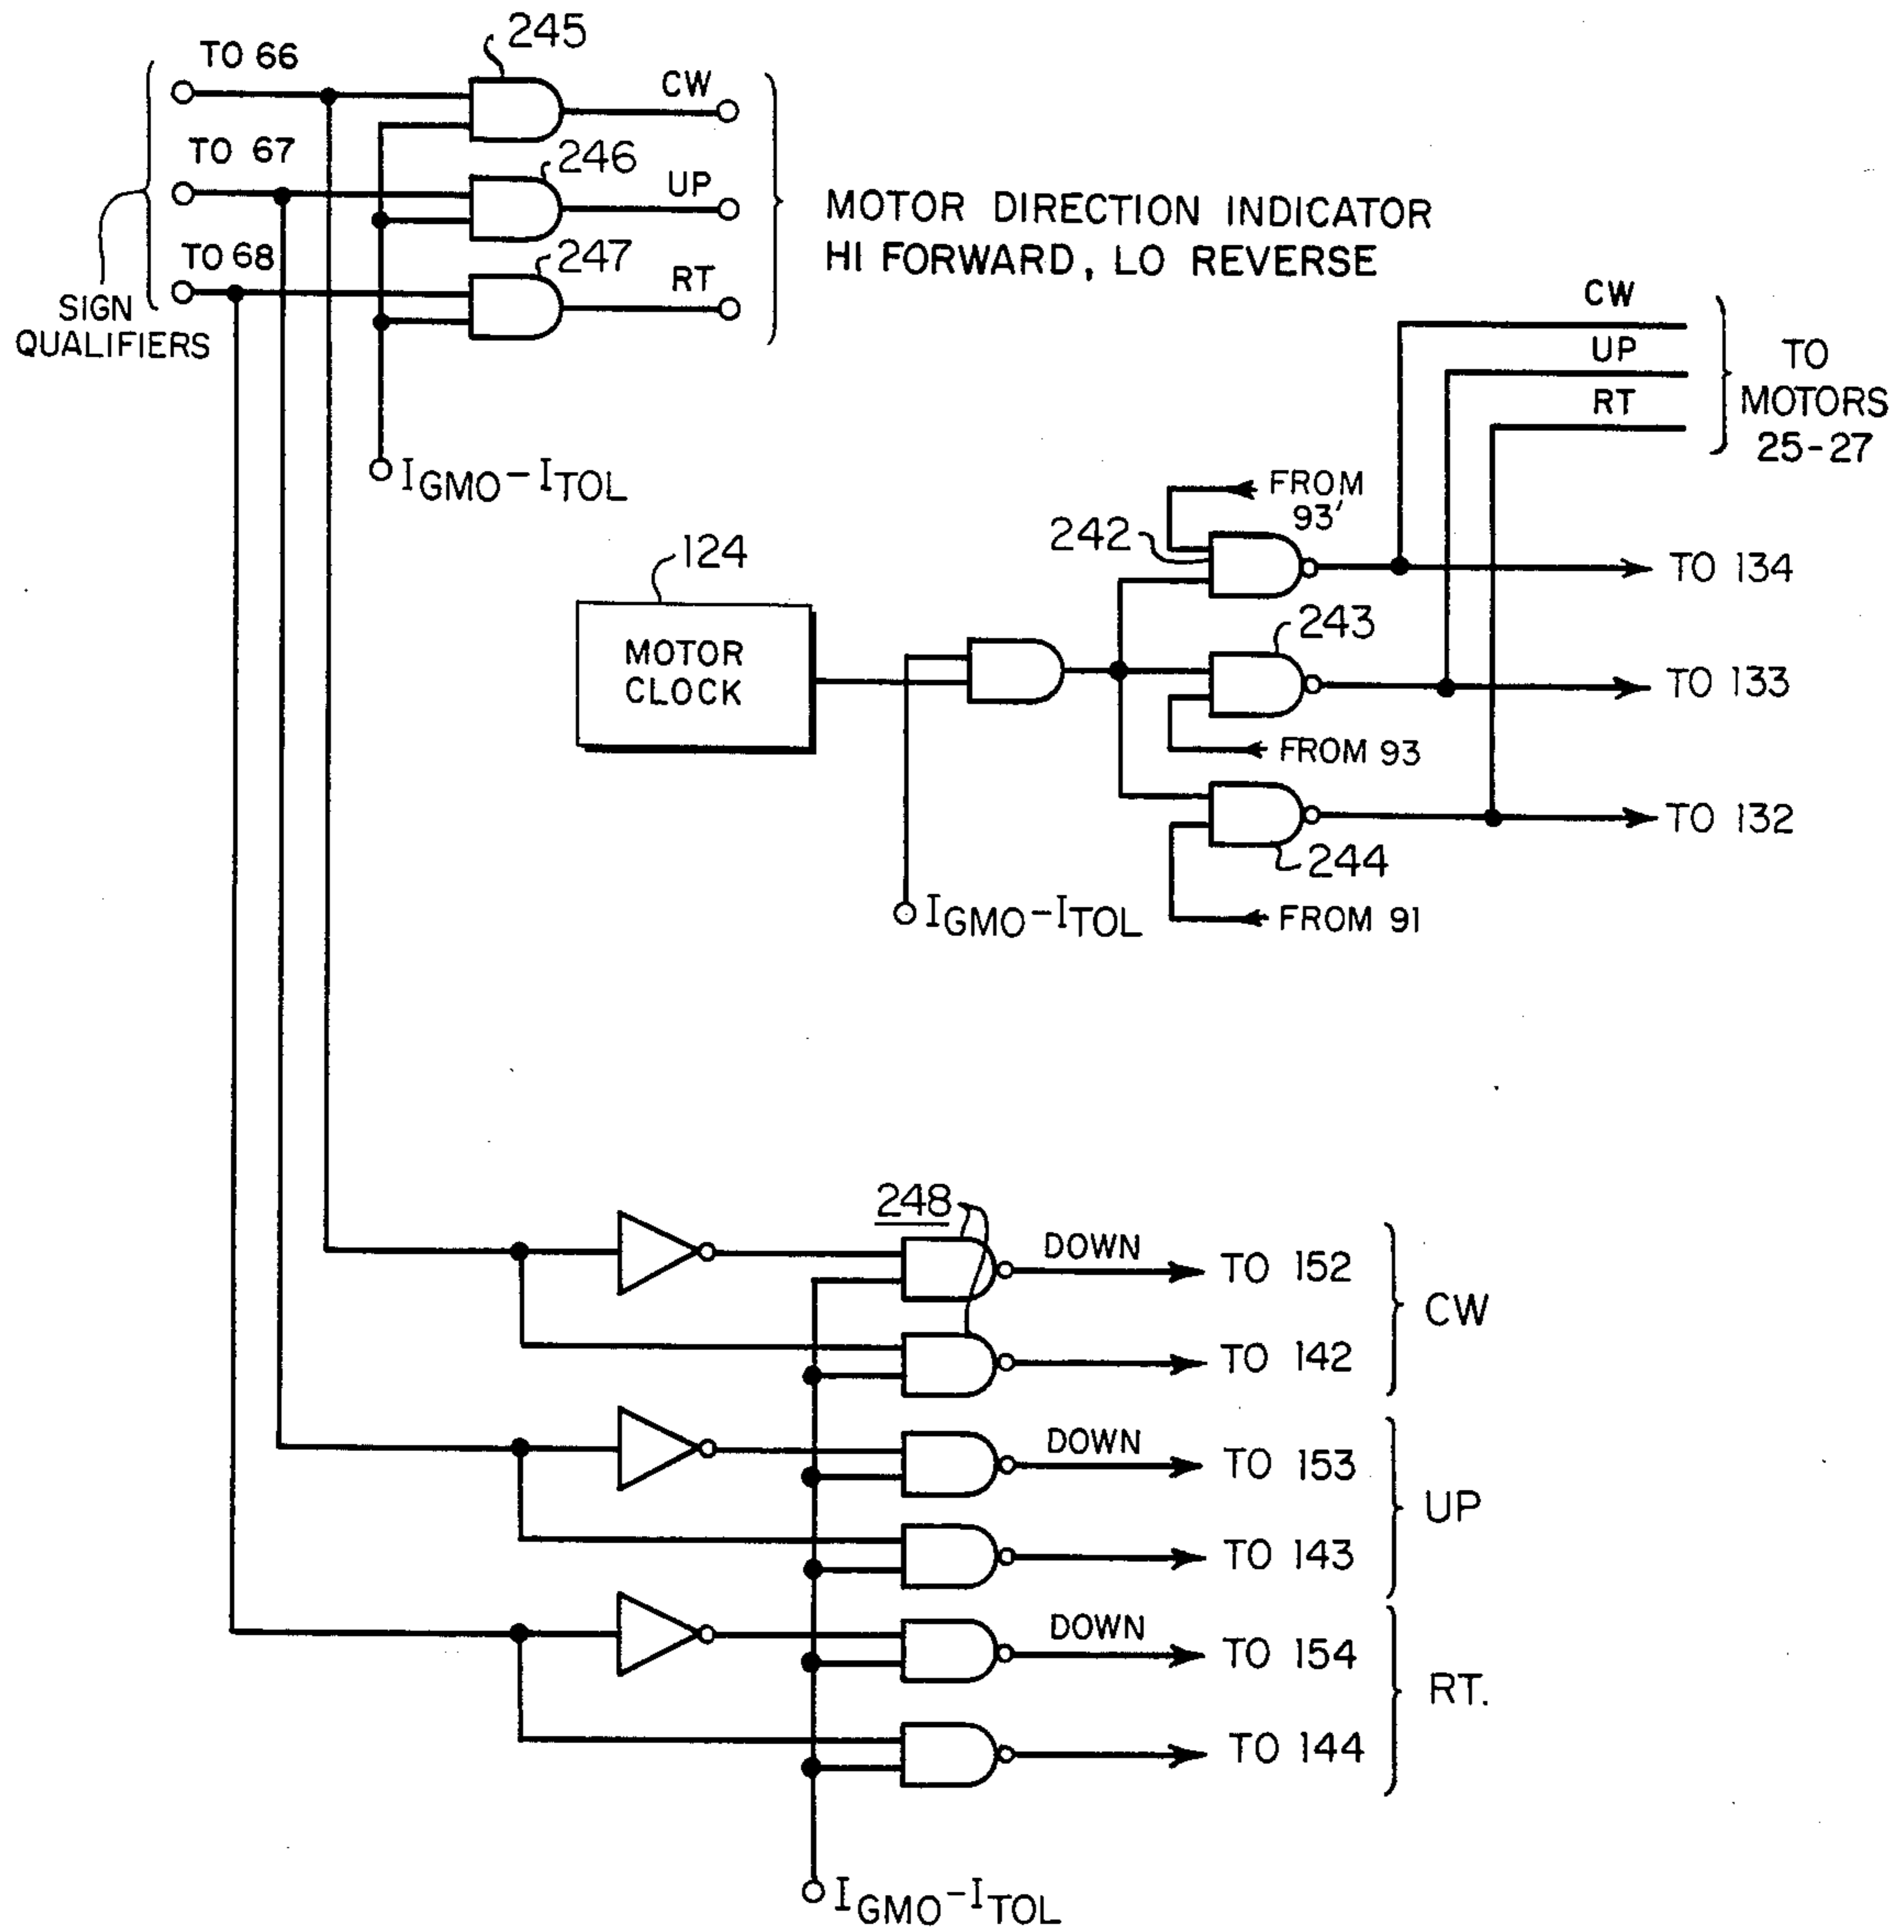 245
TO 66
CW
TO 67
246
UP
TO 68
247
RT
SIGN
QUALIFIERS
MOTOR DIRECTION INDICATOR
HI FORWARD, LO REVERSE
IGMO-ITOL
CW
UP
RT
TO
MOTORS
25-27
FROM
93'
242
TO 134
124
MOTOR
CLOCK
243
TO 133
FROM 93
TO 132
244
IGMO-ITOL
FROM 91
248
DOWN
TO 152
CW
TO 142
DOWN
TO 153
UP
TO 143
DOWN
TO 154
RT.
TO 144
IGMO-ITOL